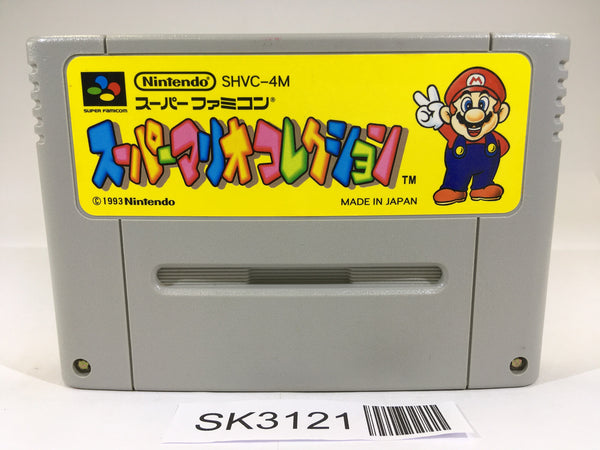 Nintendo SHVC-4M
SUPER FAMICOM
スーパーファミコン®
スーパーマリオコレクション TM
©1993 Nintendo
MADE IN JAPAN
M
SK3121